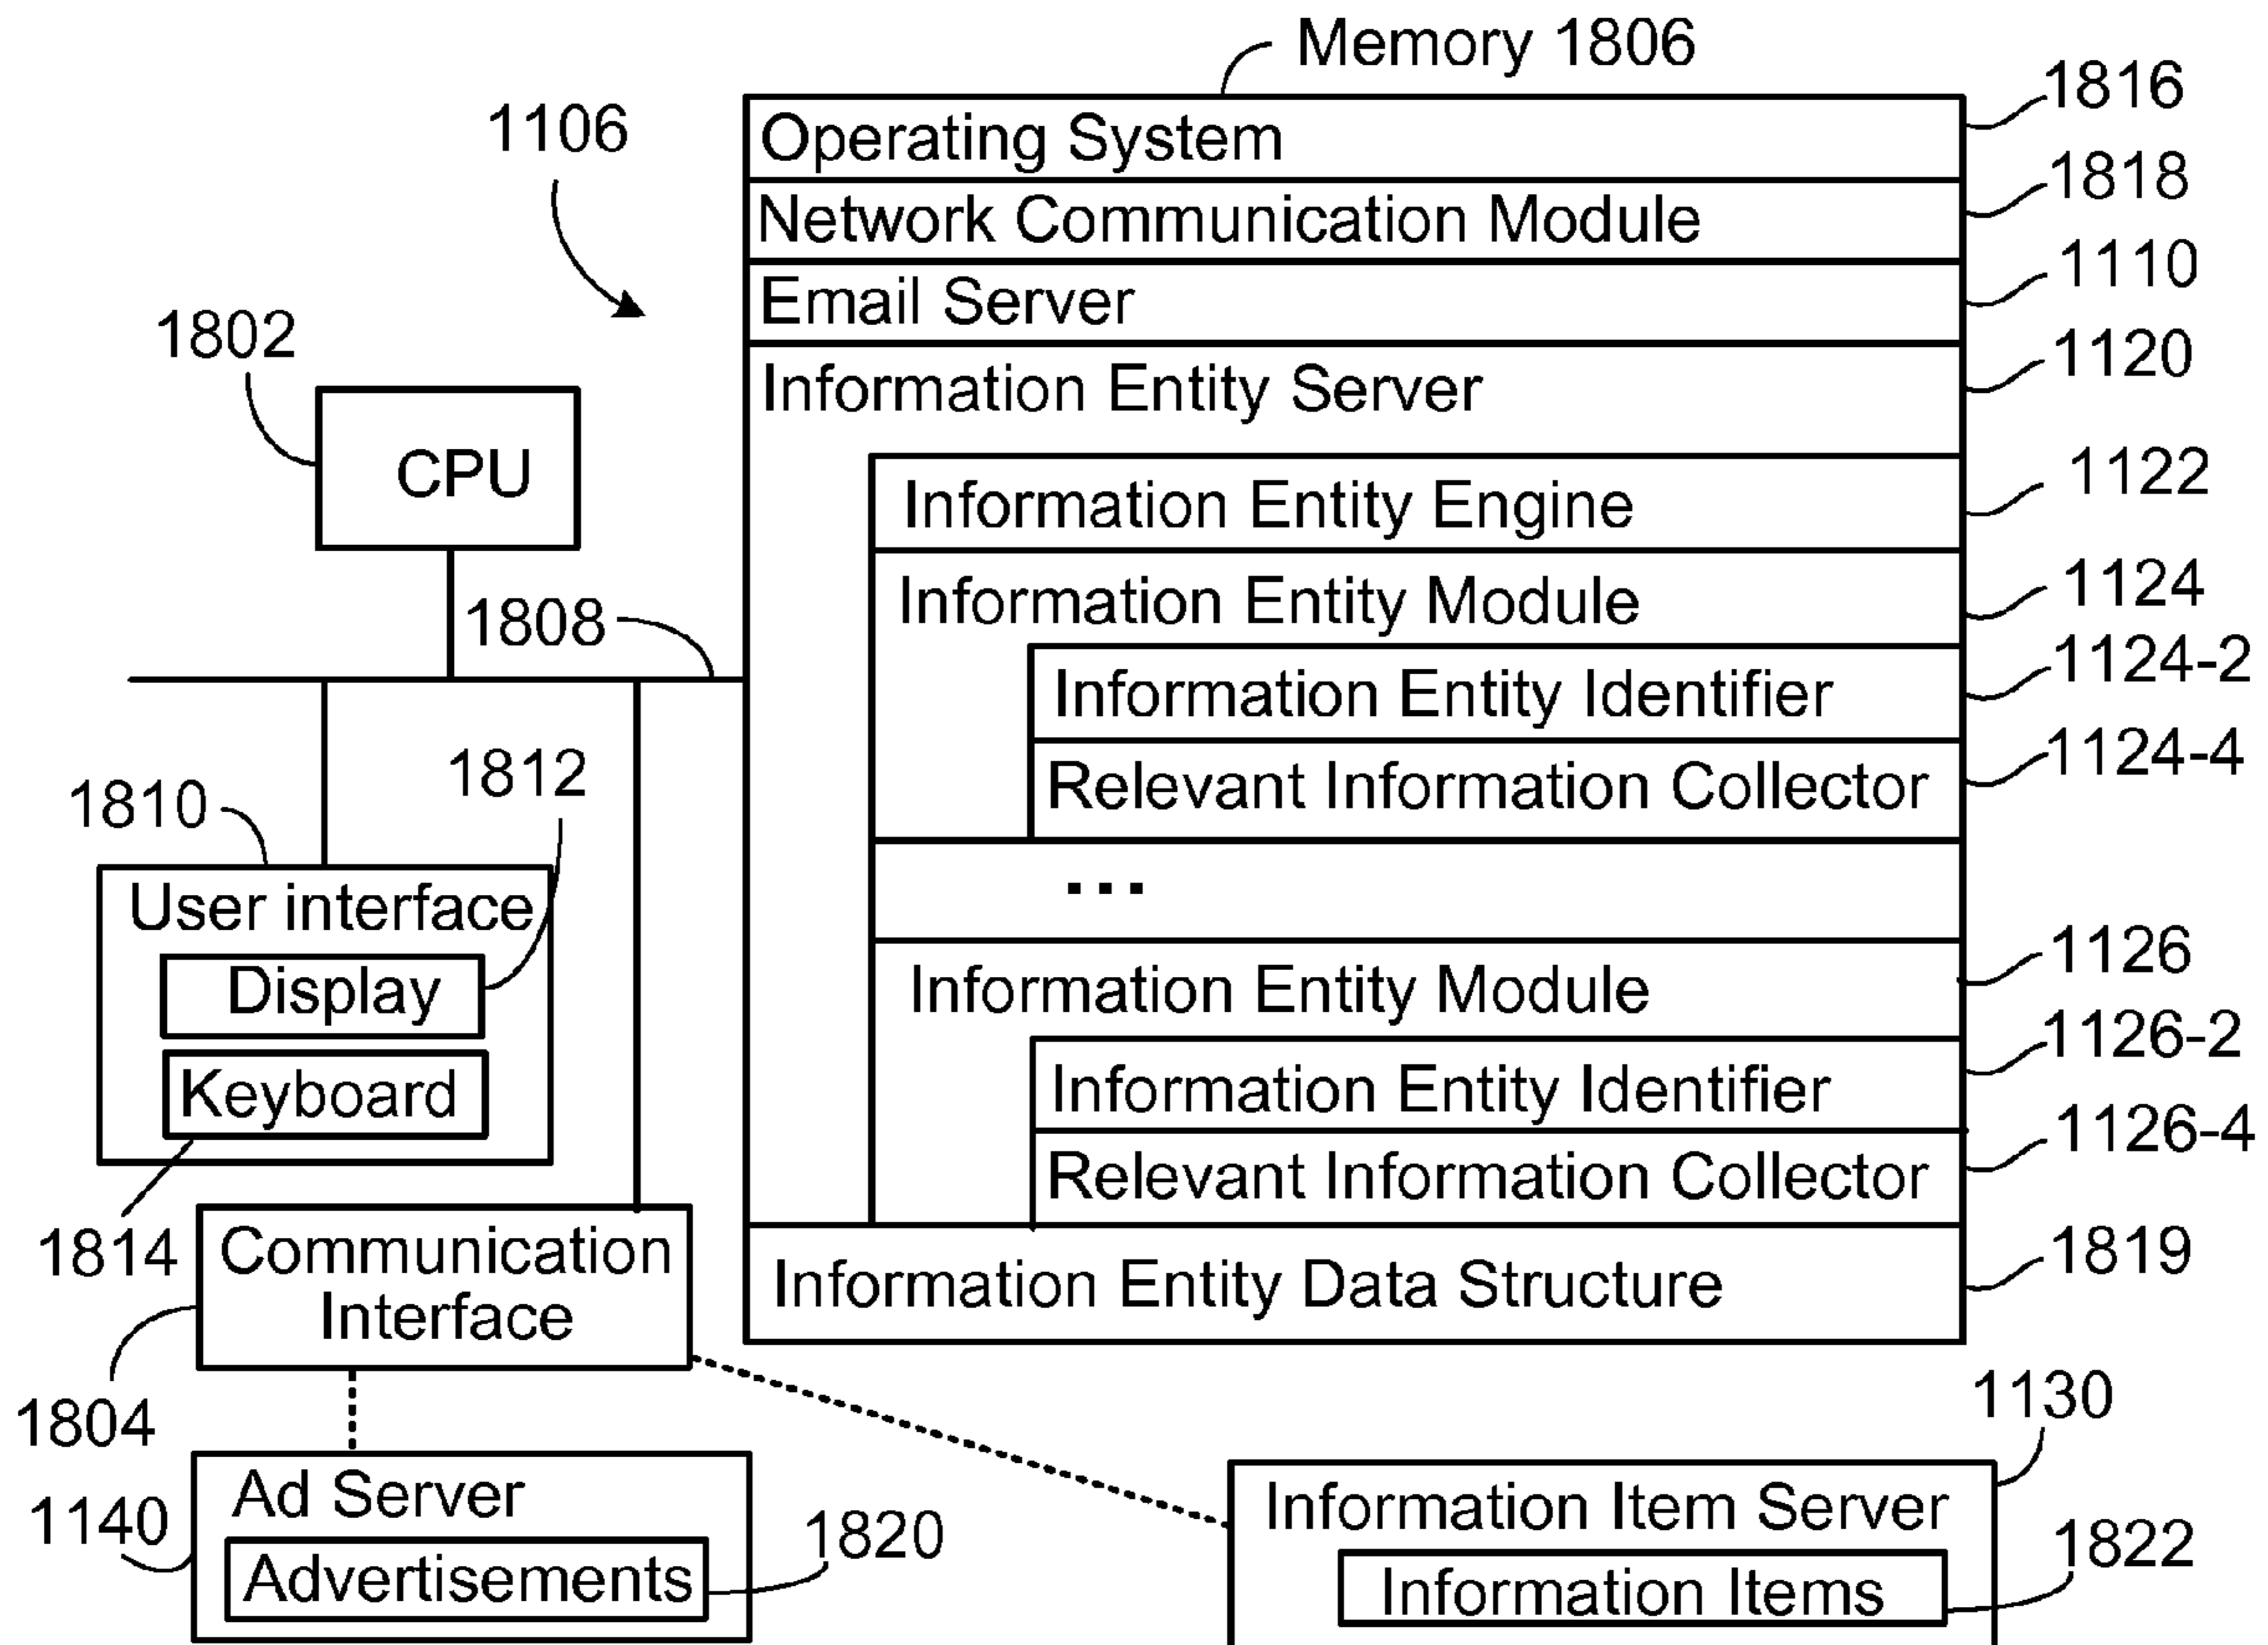 Memory 1806
1106
Operating System
1816
Network Communication Module
1818
Email Server
1110
Information Entity Server
1120
Information Entity Engine
1122
Information Entity Module
1124
Information Entity Identifier
1124-2
Relevant Information Collector
1124-4
...
Information Entity Module
1126
Information Entity Identifier
1126-2
Relevant Information Collector
1126-4
Information Entity Data Structure
1819
1802
CPU
1808
1812
1810
User interface
Display
Keyboard
1814
Communication
Interface
1804
Ad Server
1140
Advertisements
1820
1130
Information Item Server
Information Items
1822